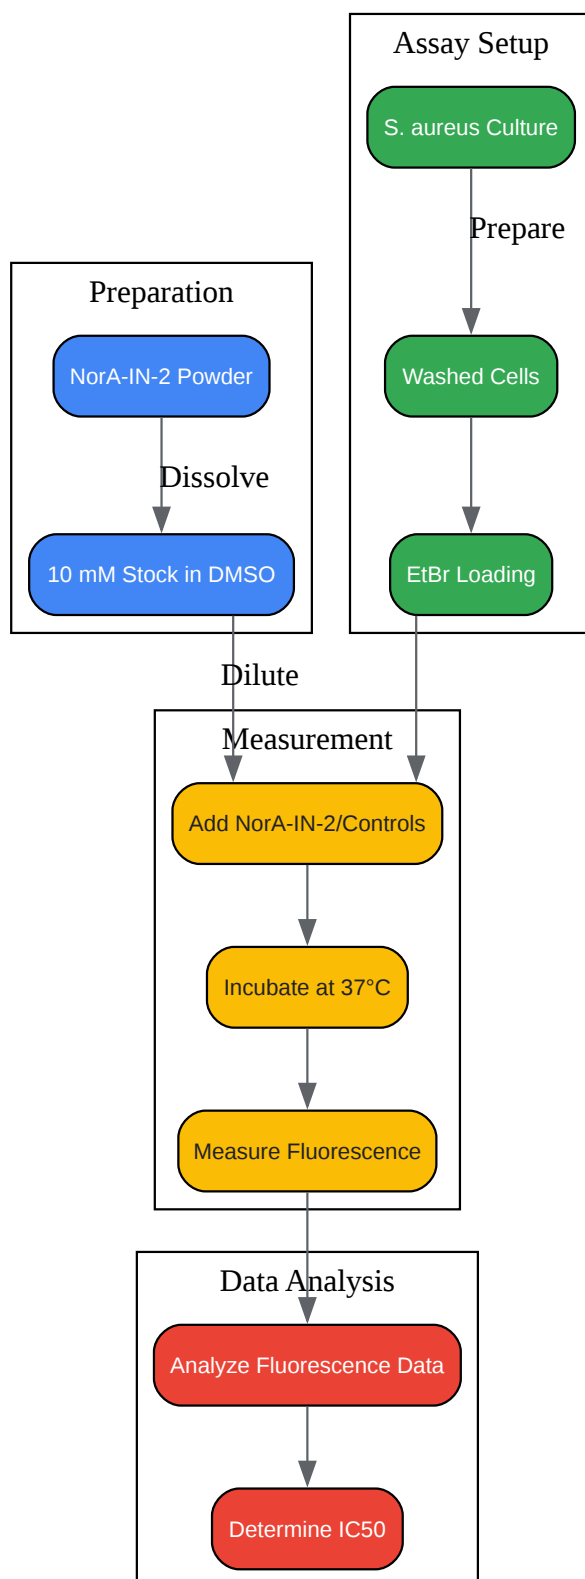 Assay Setup
S. aureus Culture
Prepare
Preparation
NorA-IN-2 Powder
Washed Cells
Dissolve
10 mM Stock in DMSO
EtBr Loading
Dilute
Measurement
Add NorA-IN-2/Controls
Incubate at 37°C
Measure Fluorescence
Data Analysis
Analyze Fluorescence Data
Determine IC50